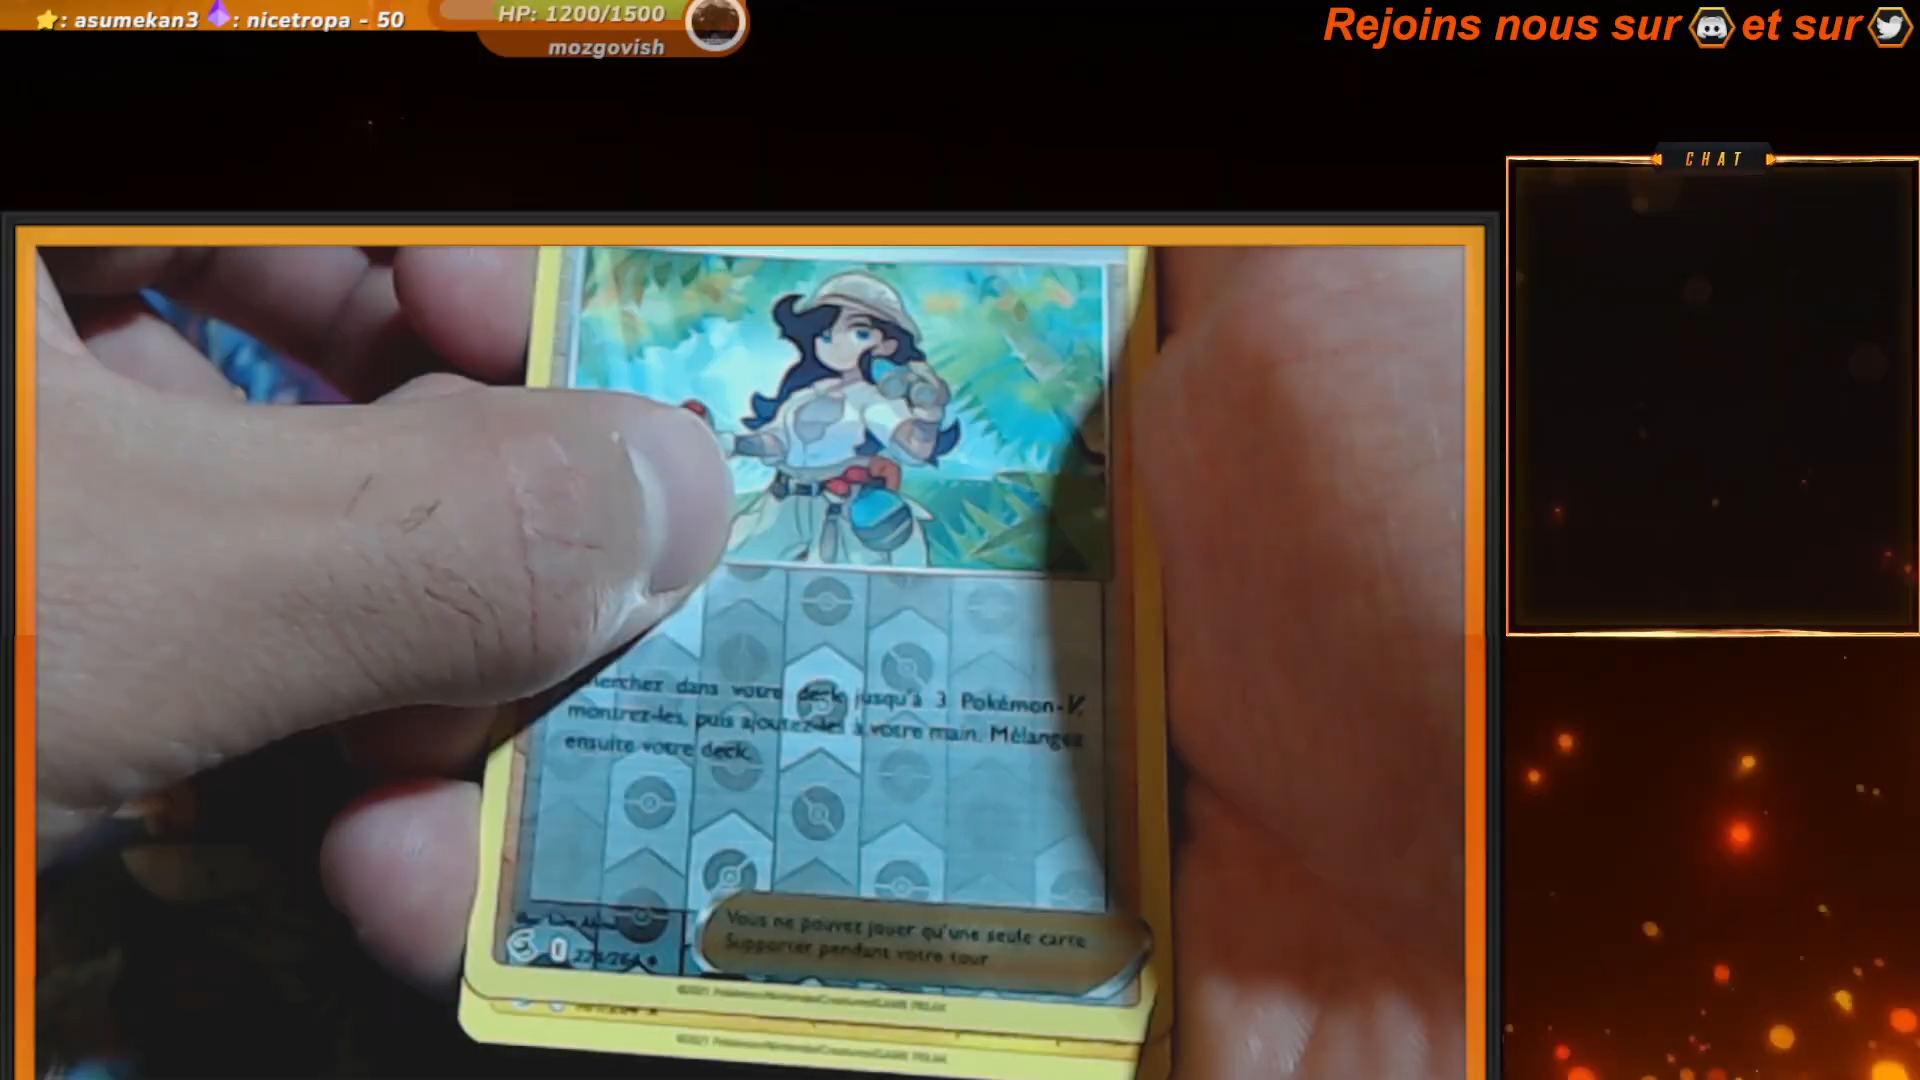 : asumekan3 : nicetropa - 50
HP: 1200/1500
mozgovish
Rejoins nous sur et sur
CHAT
cherchez dans votre deck jusqu'à 3 Pokémon-V,
montrez-les, puis ajoutez-les à votre main. Mélangez
ensuite votre deck.
Vous ne pouvez jouer qu'une seule carte
Supporter pendant votre tour